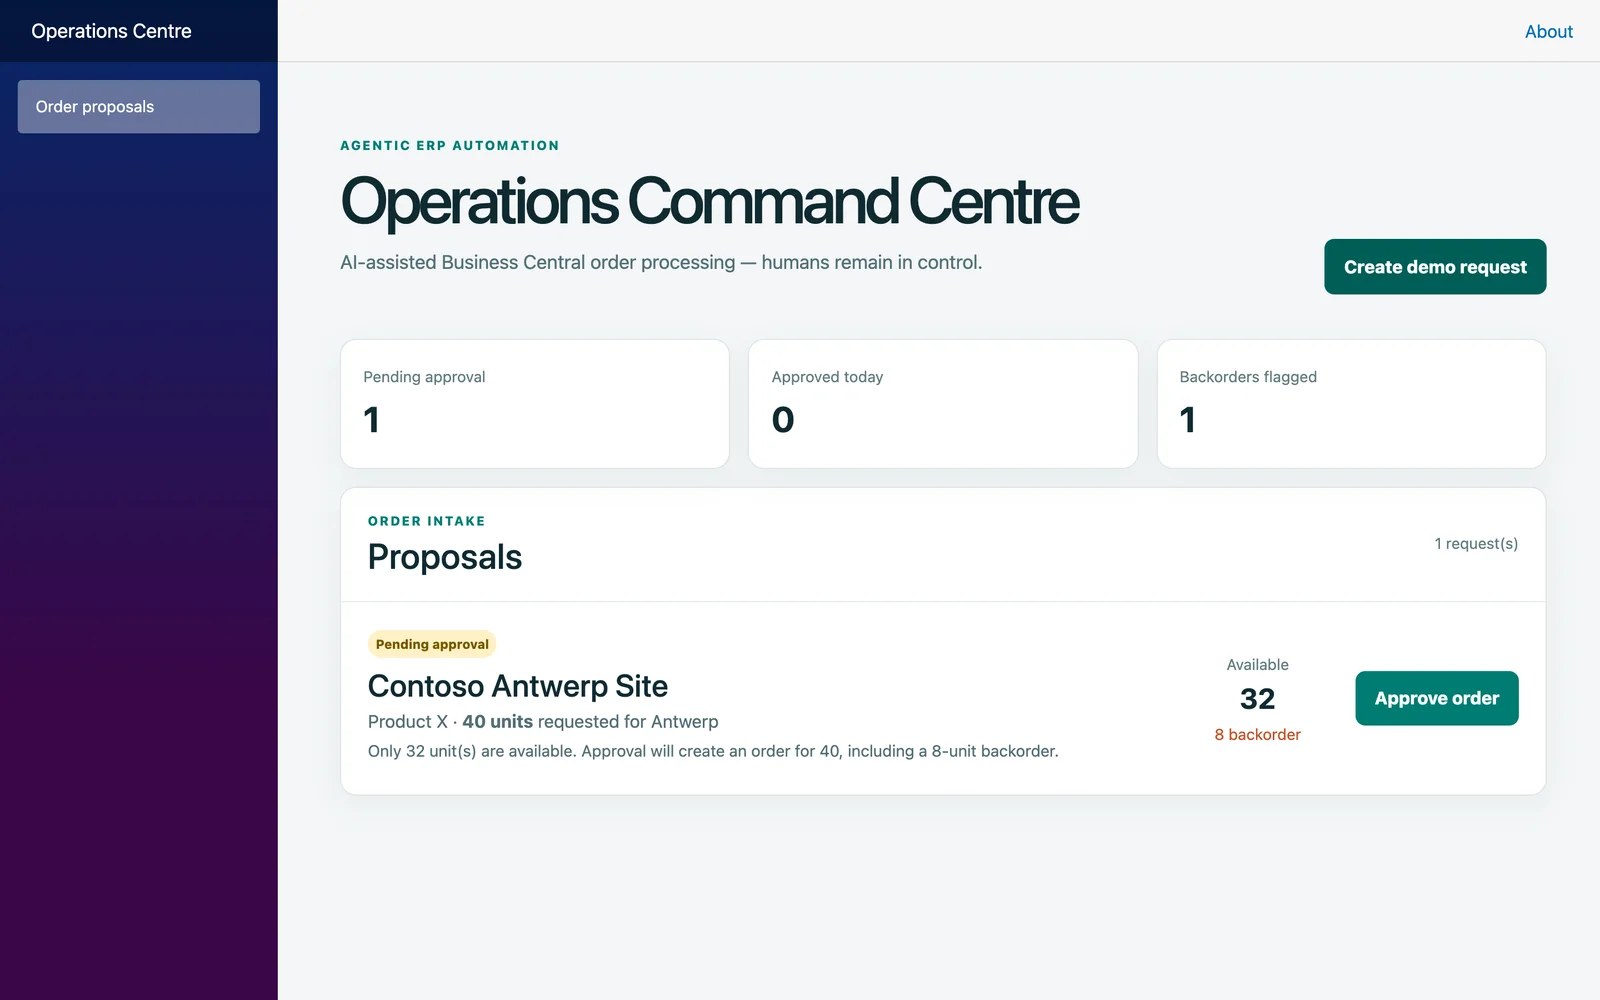 Operations Centre
About
Order proposals
AGENTIC ERP AUTOMATION
Operations Command Centre
AI-assisted Business Central order processing — humans remain in control.
Create demo request
Pending approval
1
Approved today
0
Backorders flagged
1
ORDER INTAKE
Proposals
1 request(s)
Pending approval
Contoso Antwerp Site
Product X · 40 units requested for Antwerp
Only 32 unit(s) are available. Approval will create an order for 40, including a 8-unit backorder.
Available
32
8 backorder
Approve order